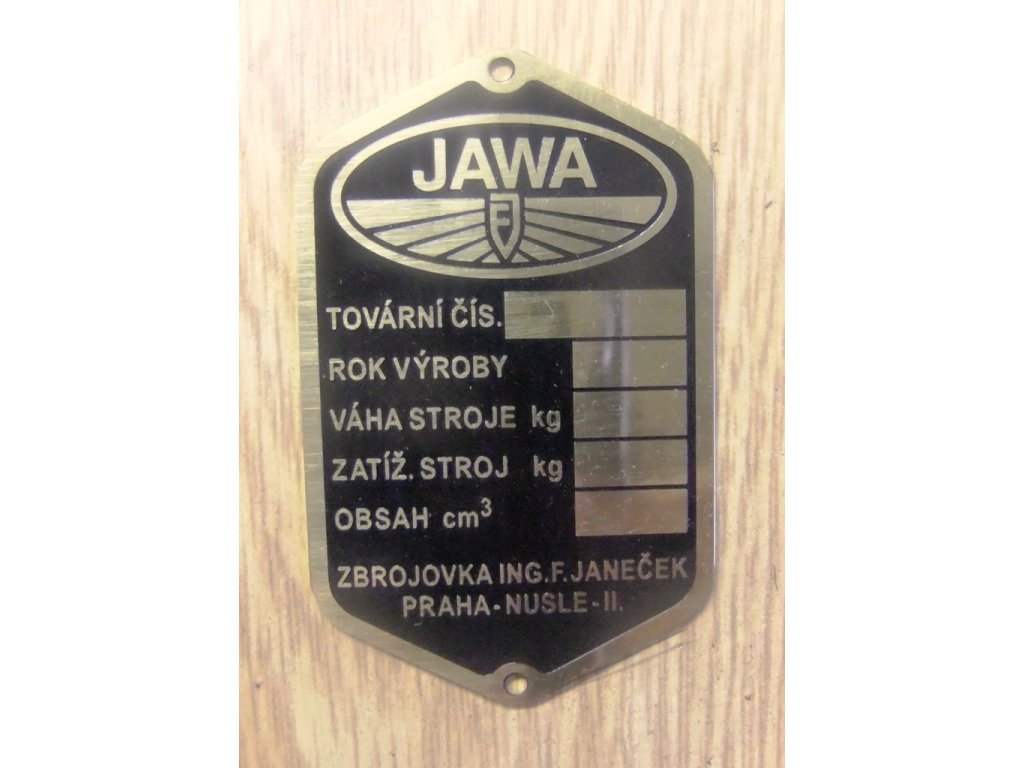 JAWA
TOVÁRNÍ ČÍS.
ROK VÝROBY
VÁHA STROJE kg
ZATÍŽ. STROJ kg
OBSAH cm³
ZBROJOVKA ING.F.JANEČEK
PRAHA-NUSLE-II.